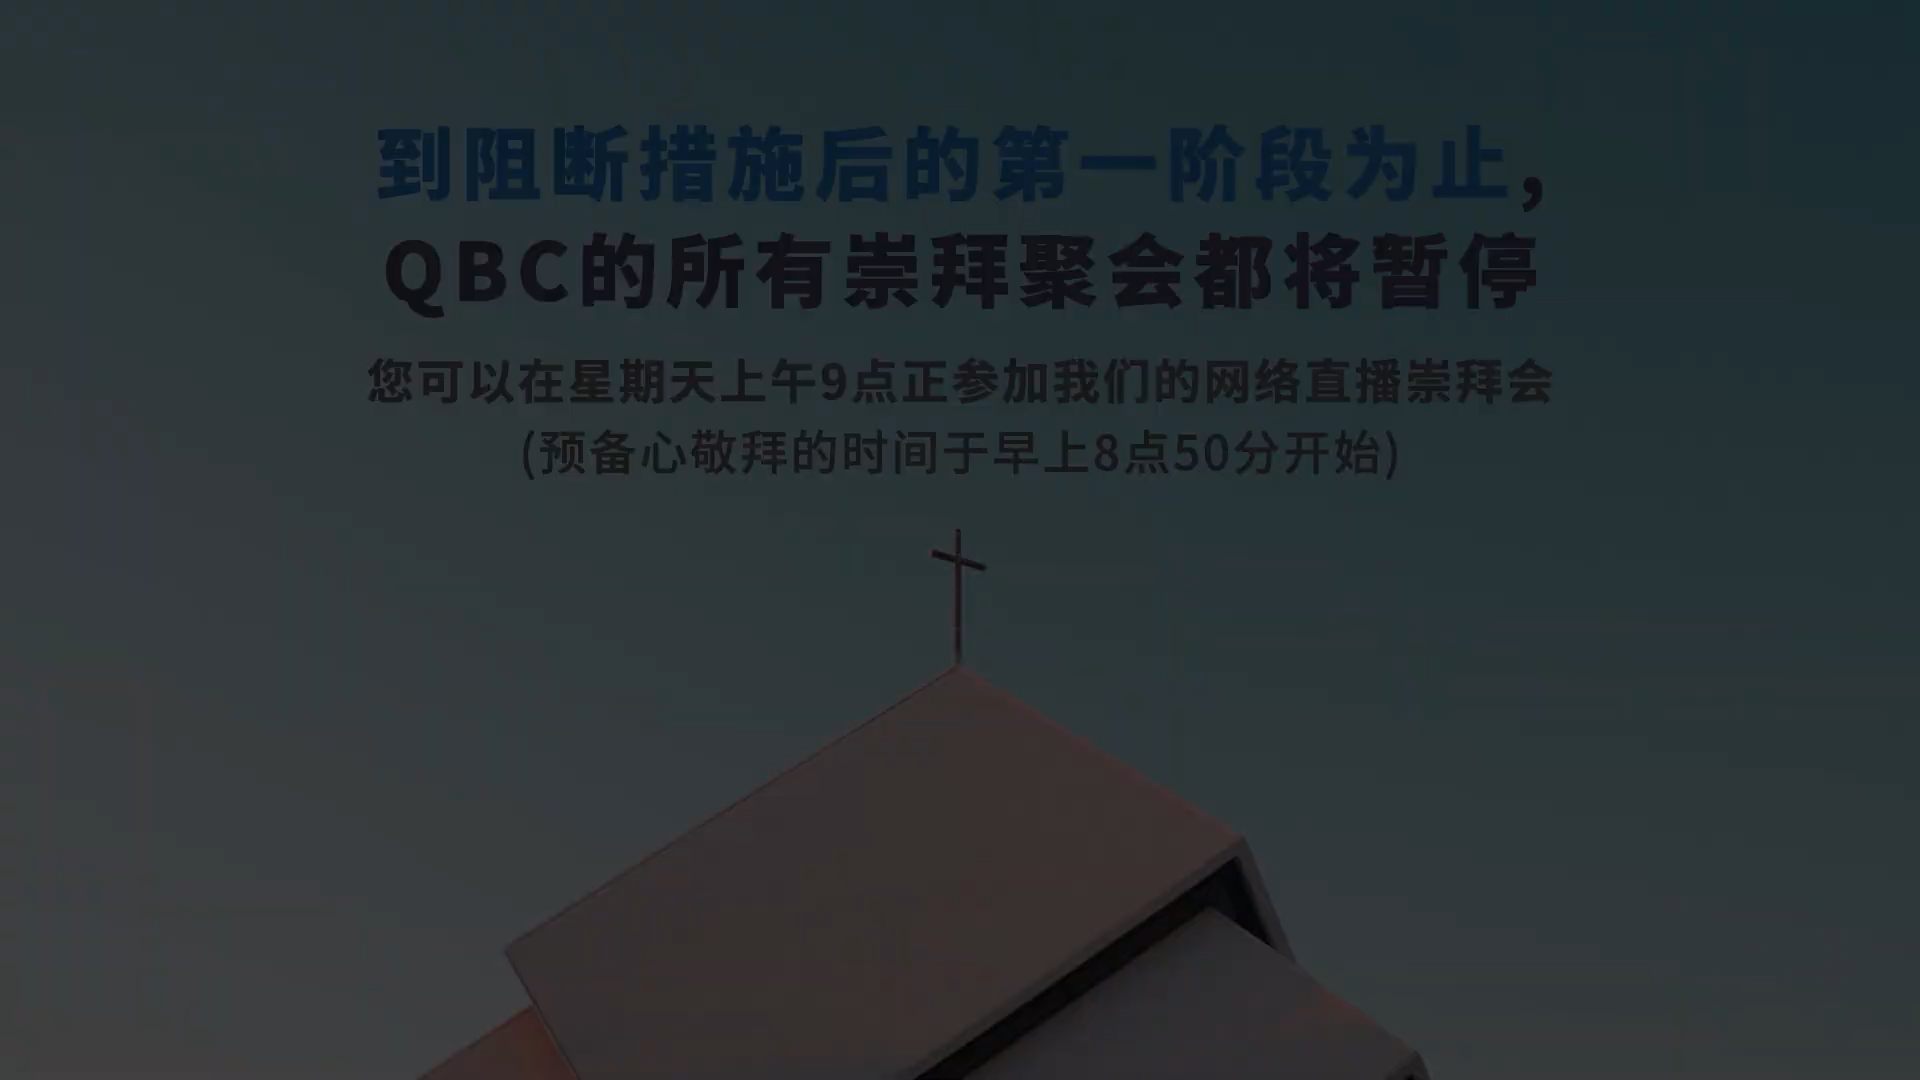 到阻断措施后的第一阶段为止，
QBC的所有崇拜聚会都将暂停
您可以在星期天上午9点正参加我们的网络直播崇拜会
(预备心敬拜的时间于早上8点50分开始)